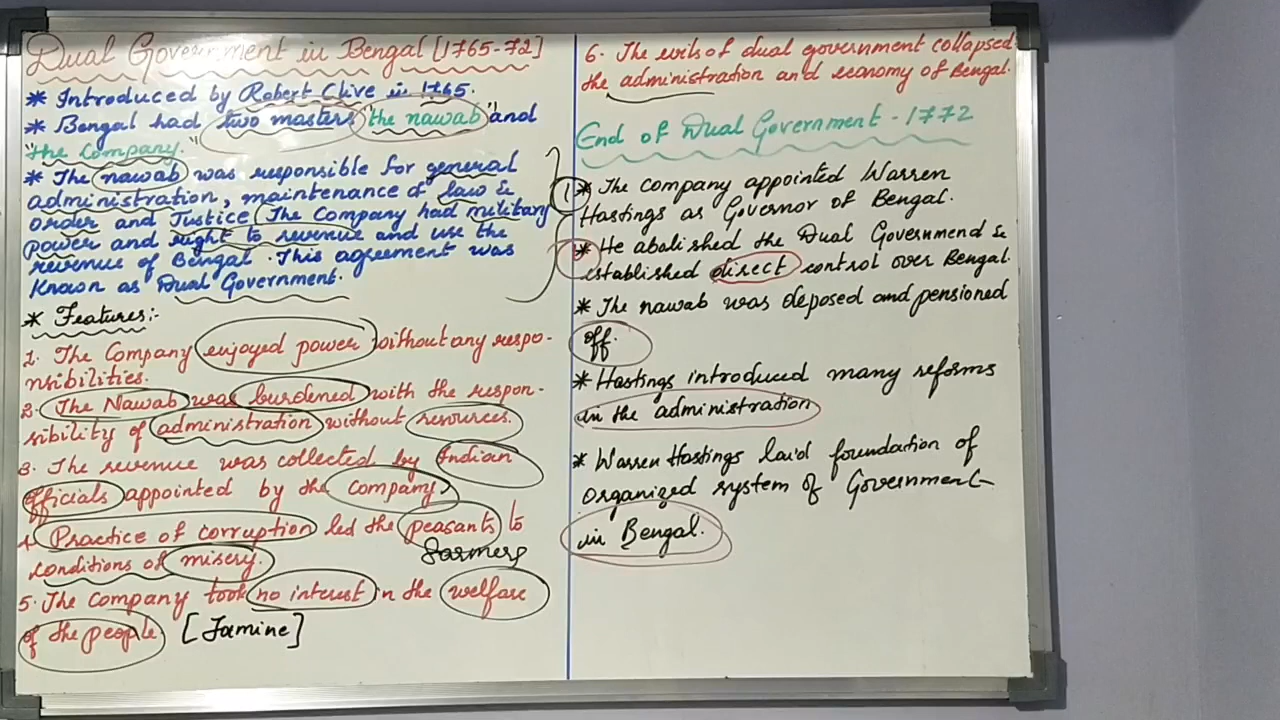 Dual Government in Bengal [1765-72]
* Introduced by Robert Clive in 1765.
* Bengal had two masters "the nawab" and
"the Company."
* The nawab was responsible for general
administration, maintenance of law &
order and Justice. The Company had military
power and right to revenue and use the
revenue of Bengal. This agreement was
known as Dual Government.
* Features:-
1. The Company enjoyed power without any respo-
nsibilities.
2. The Nawab was burdened with the respon-
sibility of administration without resources.
3. The revenue was collected by Indian
officials appointed by the Company.
4. Practice of corruption led the peasants to
farmers
conditions of misery.
5. The Company took no interest in the welfare
of the people. [Famine]
6. The evils of dual government collapsed
the administration and economy of Bengal.
End of Dual Government - 1772
1
* The Company appointed Warren
Hastings as Governor of Bengal.
* He abolished the Dual Governmend &
established direct control over Bengal.
* The nawab was deposed and pensioned
off.
* Hastings introduced many reforms
in the administration
* Warren Hastings laid foundation of
organized system of Government
in Bengal.